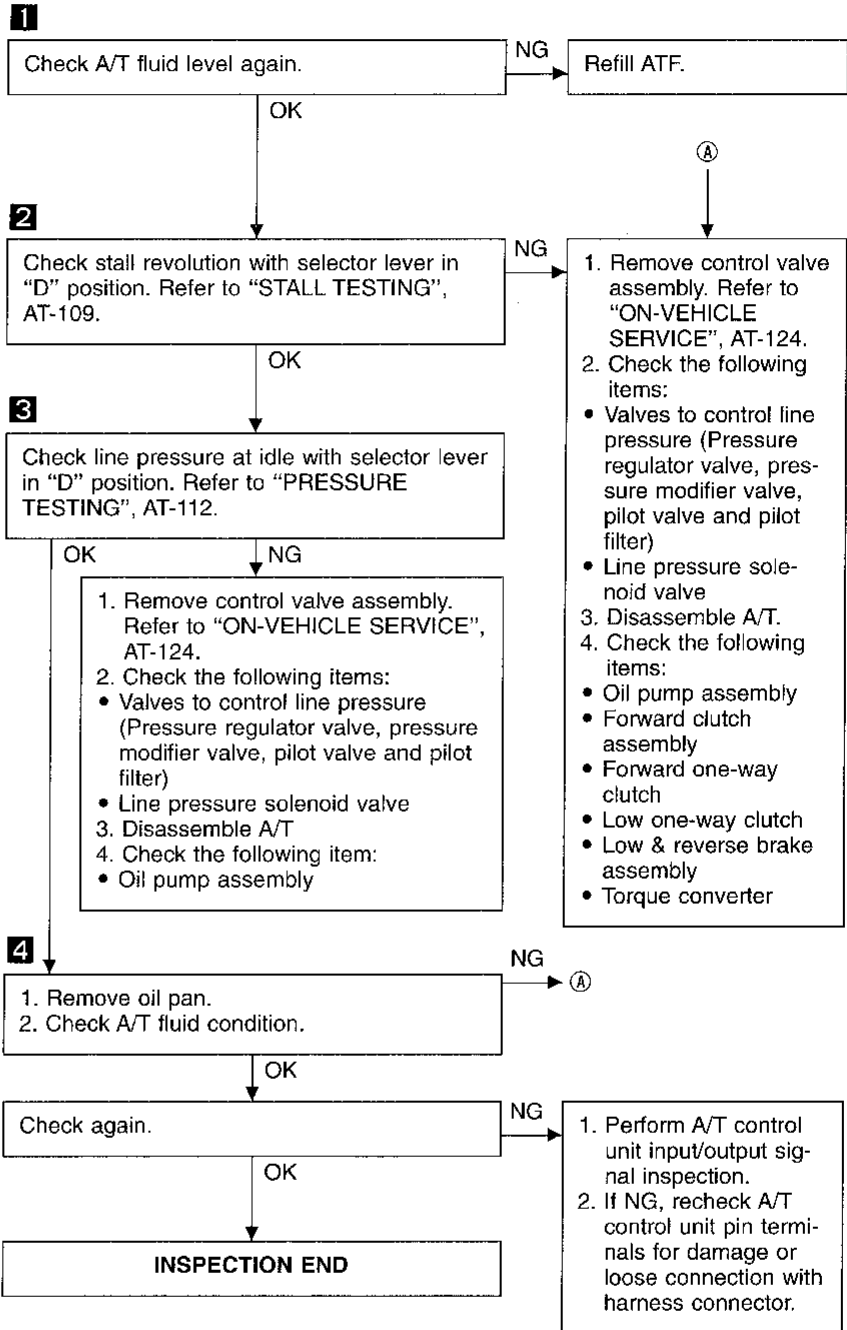 1
Check A/T fluid level again.
NG
Refill ATF.
OK
Ⓐ
2
Check stall revolution with selector lever in
"D" position. Refer to "STALL TESTING",
AT-109.
NG
1. Remove control valve
assembly. Refer to
"ON-VEHICLE
SERVICE", AT-124.
2. Check the following
items:
• Valves to control line
pressure (Pressure
regulator valve, pres-
sure modifier valve,
pilot valve and pilot
filter)
• Line pressure sole-
noid valve
3. Disassemble A/T.
4. Check the following
items:
• Oil pump assembly
• Forward clutch
assembly
• Forward one-way
clutch
• Low one-way clutch
• Low & reverse brake
assembly
• Torque converter
OK
3
Check line pressure at idle with selector lever
in "D" position. Refer to "PRESSURE
TESTING", AT-112.
OK
NG
1. Remove control valve assembly.
Refer to "ON-VEHICLE SERVICE",
AT-124.
2. Check the following items:
• Valves to control line pressure
(Pressure regulator valve, pressure
modifier valve, pilot valve and pilot
filter)
• Line pressure solenoid valve
3. Disassemble A/T
4. Check the following item:
• Oil pump assembly
4
1. Remove oil pan.
2. Check A/T fluid condition.
NG
Ⓐ
OK
Check again.
NG
1. Perform A/T control
unit input/output sig-
nal inspection.
2. If NG, recheck A/T
control unit pin termi-
nals for damage or
loose connection with
harness connector.
OK
INSPECTION END